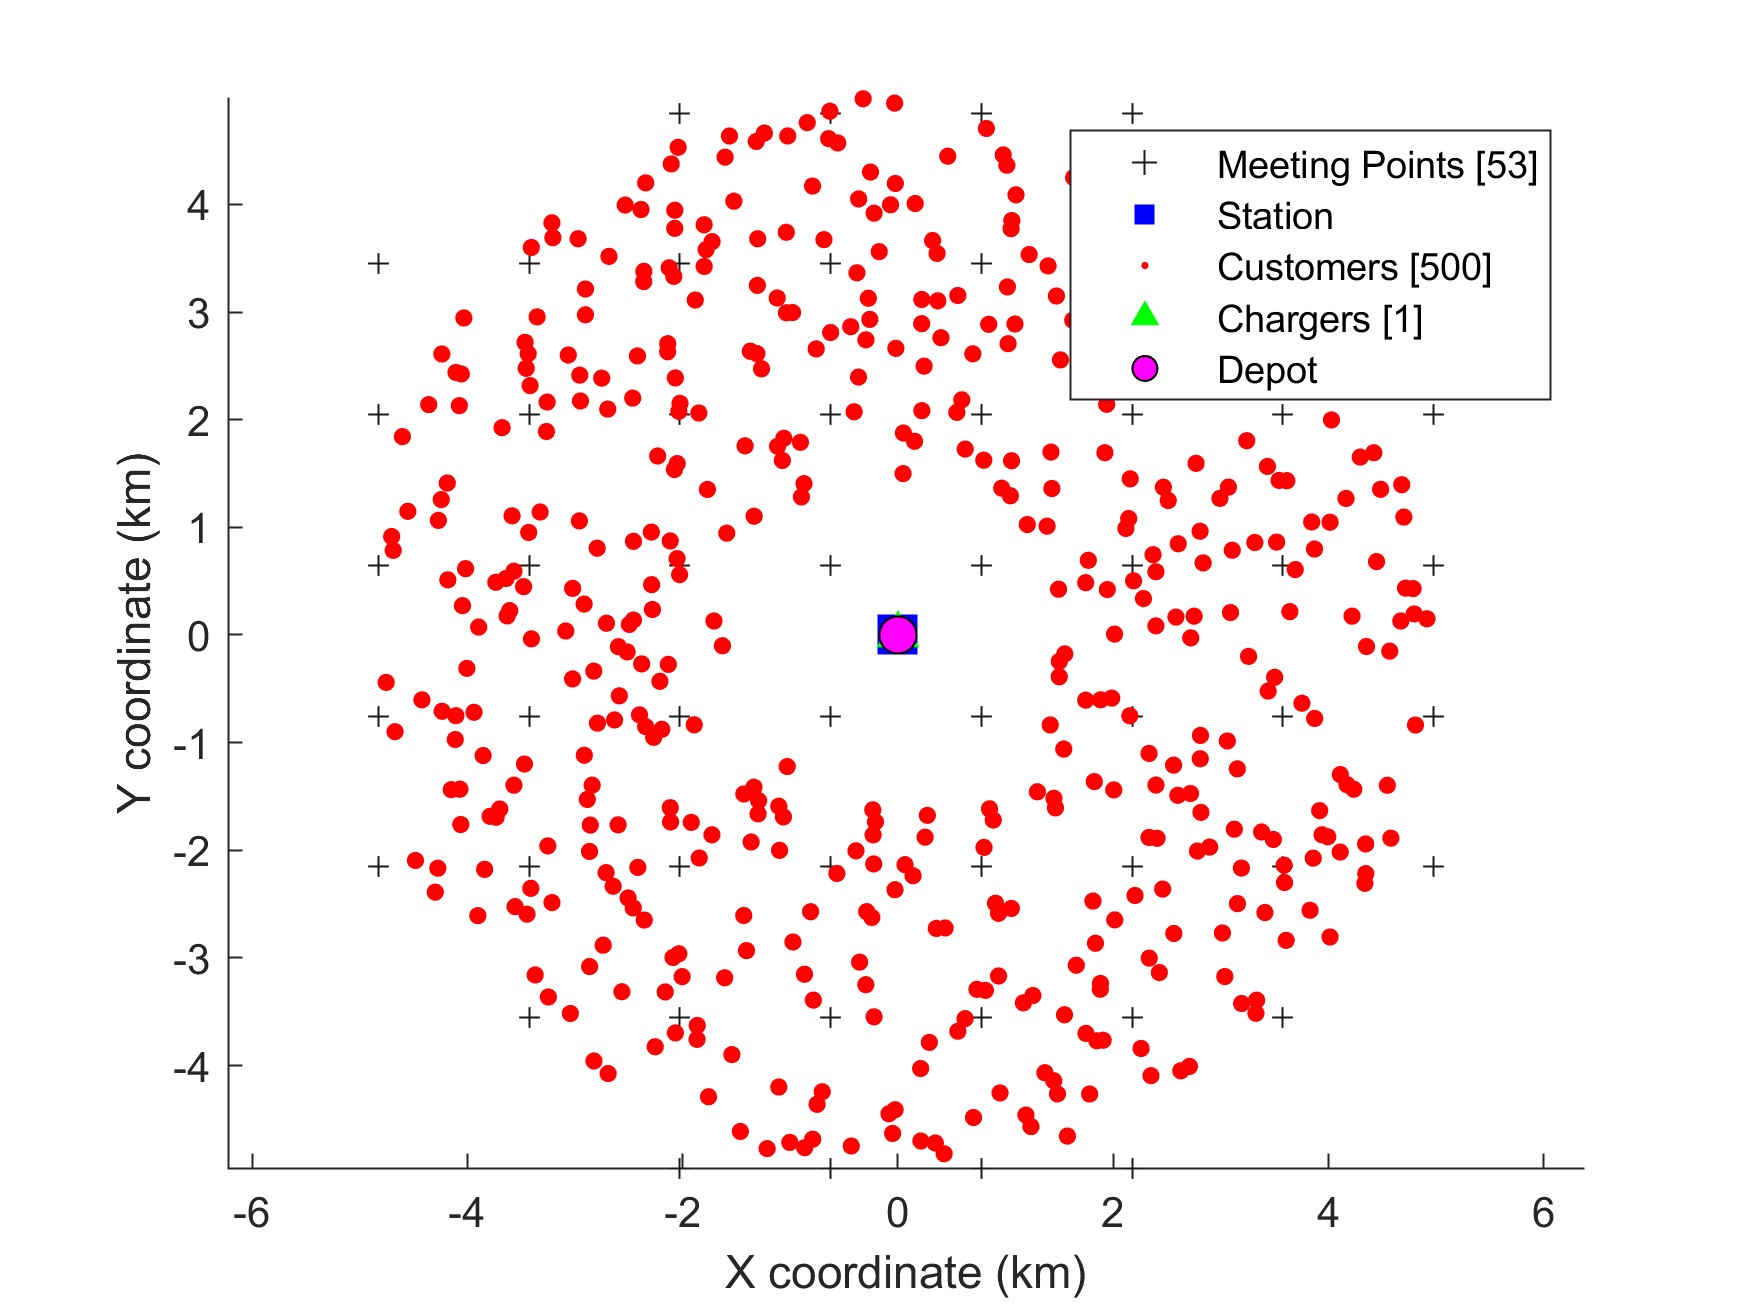 Meeting Points [53]
Station
Customers [500]
Chargers [1]
Depot
4
3
2
1
0
-1
-2
-3
-4
Y coordinate (km)
-6 -4 -2 0 2 4 6
X coordinate (km)